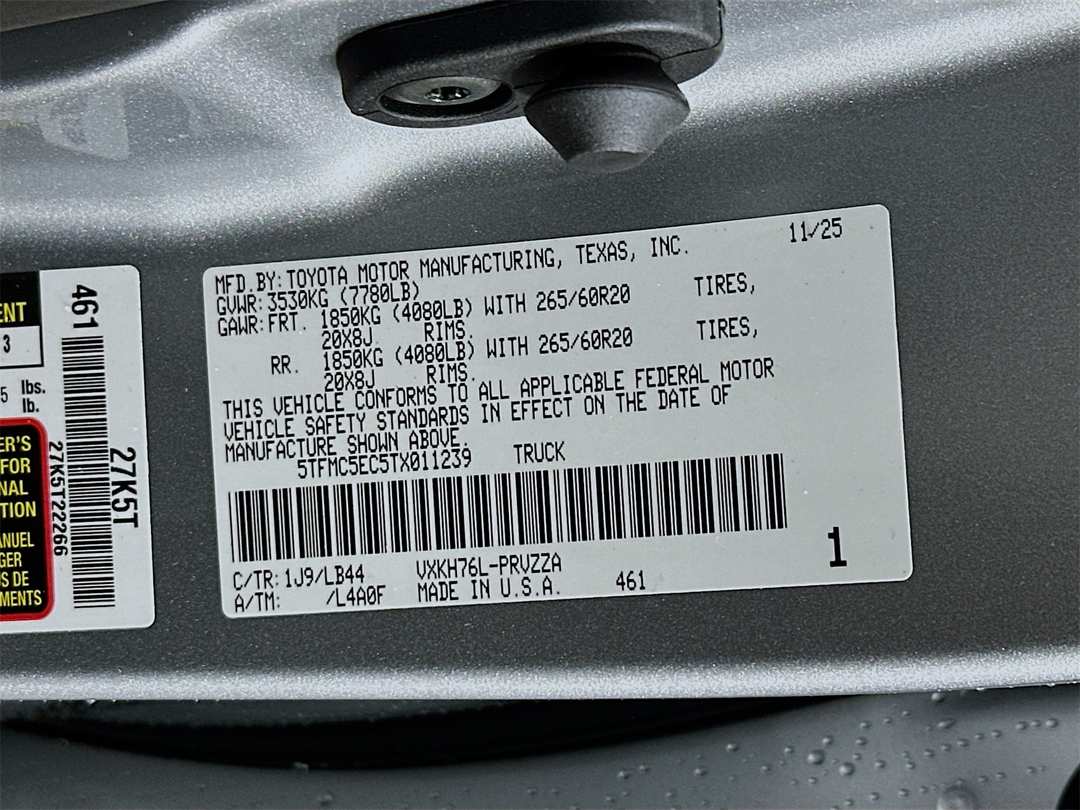 ENT
3
5 lbs.
lb.
ER'S
FOR
NAL
TION
ANUEL
GER
US DE
MENTS
461
27K5T22266
27K5T
MFD.BY:TOYOTA MOTOR MANUFACTURING, TEXAS, INC. 11/25
GVWR:3530KG (7780LB)
GAWR:FRT. 1850KG (4080LB) WITH 265/60R20 TIRES,
20X8J RIMS.
RR. 1850KG (4080LB) WITH 265/60R20 TIRES,
20X8J RIMS.
THIS VEHICLE CONFORMS TO ALL APPLICABLE FEDERAL MOTOR
VEHICLE SAFETY STANDARDS IN EFFECT ON THE DATE OF
MANUFACTURE SHOWN ABOVE.
5TFMC5EC5TX011239 TRUCK
C/TR:1J9/LB44 VXKH76L-PRVZZA
A/TM: /L4A0F MADE IN U.S.A. 461
1